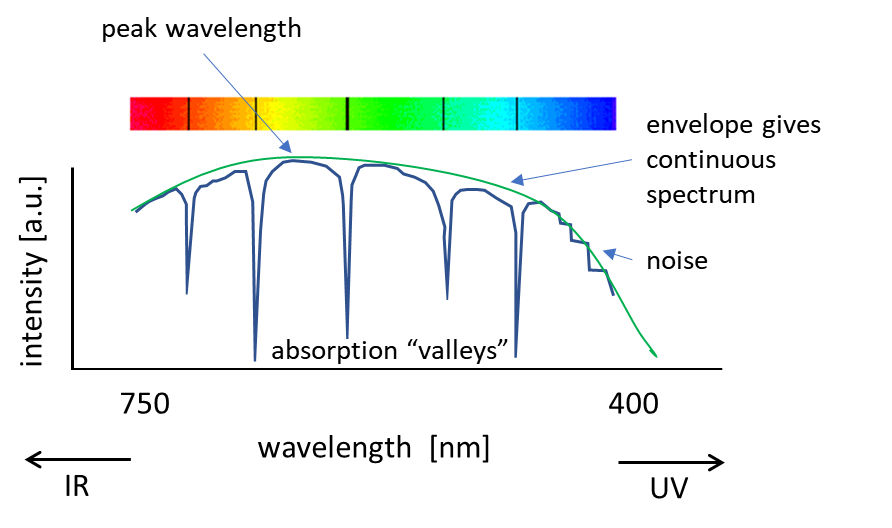 peak wavelength
envelope gives
continuous
spectrum
noise
intensity [a.u.]
absorption “valleys”
750
400
wavelength [nm]
IR
UV